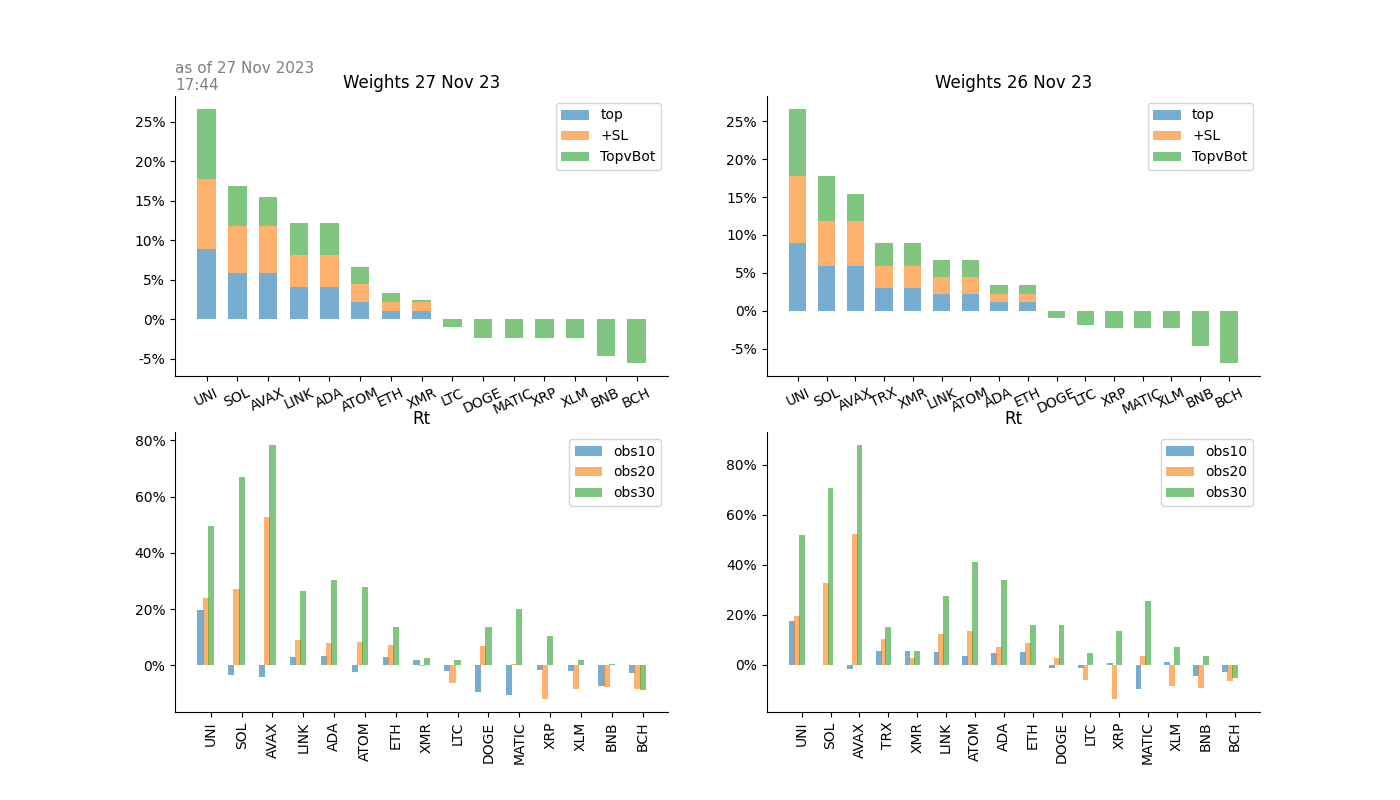 as of 27 Nov 2023
17:44
Weights 27 Nov 23
25%
20%
15%
10%
5%
0%
-5%
top
+SL
TopvBot
UNI SOL AVAX LINK ADA ATOM ETH XMR LTC DOGE MATIC XRP XLM BNB BCH
Weights 26 Nov 23
25%
20%
15%
10%
5%
0%
-5%
top
+SL
TopvBot
UNI SOL AVAX TRX XMR LINK ATOM ADA ETH DOGE LTC XRP MATIC XLM BNB BCH
Rt
80%
60%
40%
20%
0%
obs10
obs20
obs30
UNI SOL AVAX LINK ADA ATOM ETH XMR LTC DOGE MATIC XRP XLM BNB BCH
Rt
80%
60%
40%
20%
0%
obs10
obs20
obs30
UNI SOL AVAX TRX XMR LINK ATOM ADA ETH DOGE LTC XRP MATIC XLM BNB BCH